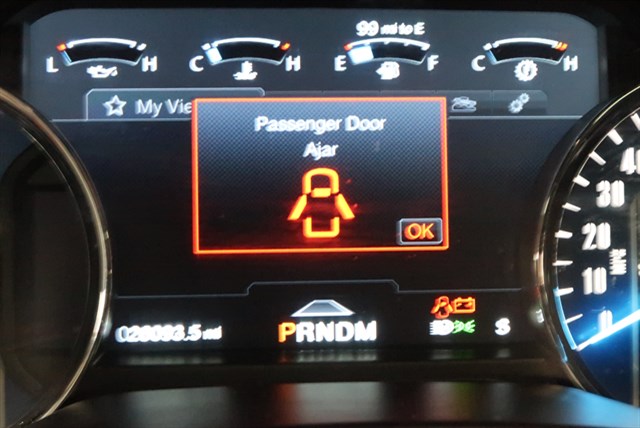 99 mi to E
L H C H E F C H
My Vie
Passenger Door
Ajar
OK
PRNDM
S
40
30
20
10
0